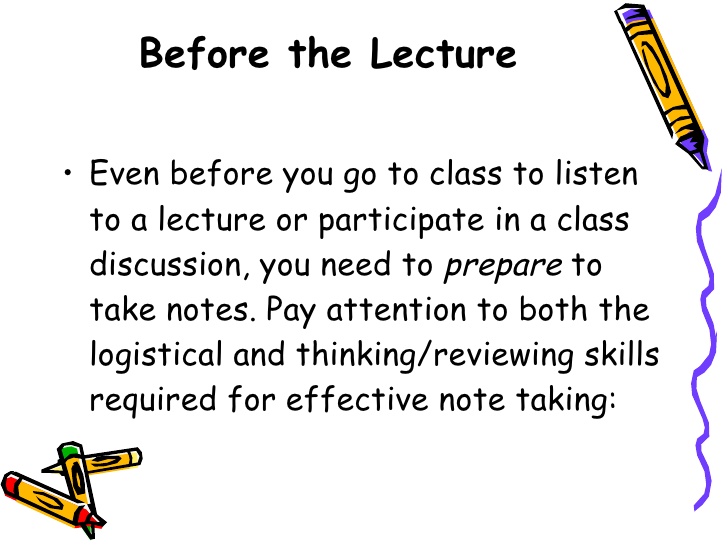 Before the Lecture
• Even before you go to class to listen
to a lecture or participate in a class
discussion, you need to prepare to
take notes. Pay attention to both the
logistical and thinking/reviewing skills
required for effective note taking: